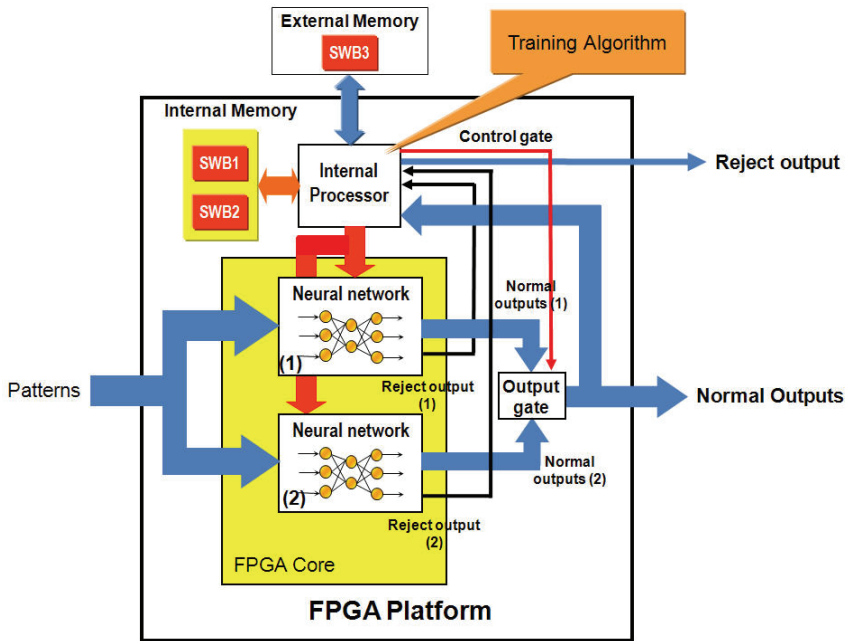 External Memory
SWB3
Training Algorithm
Internal Memory
SWB1
SWB2
Internal
Processor
Control gate
Reject output
Neural network
(1)
Normal
outputs (1)
Reject output
(1)
Patterns
Output
gate
Normal Outputs
Neural network
(2)
Normal
outputs (2)
Reject output
(2)
FPGA Core
FPGA Platform